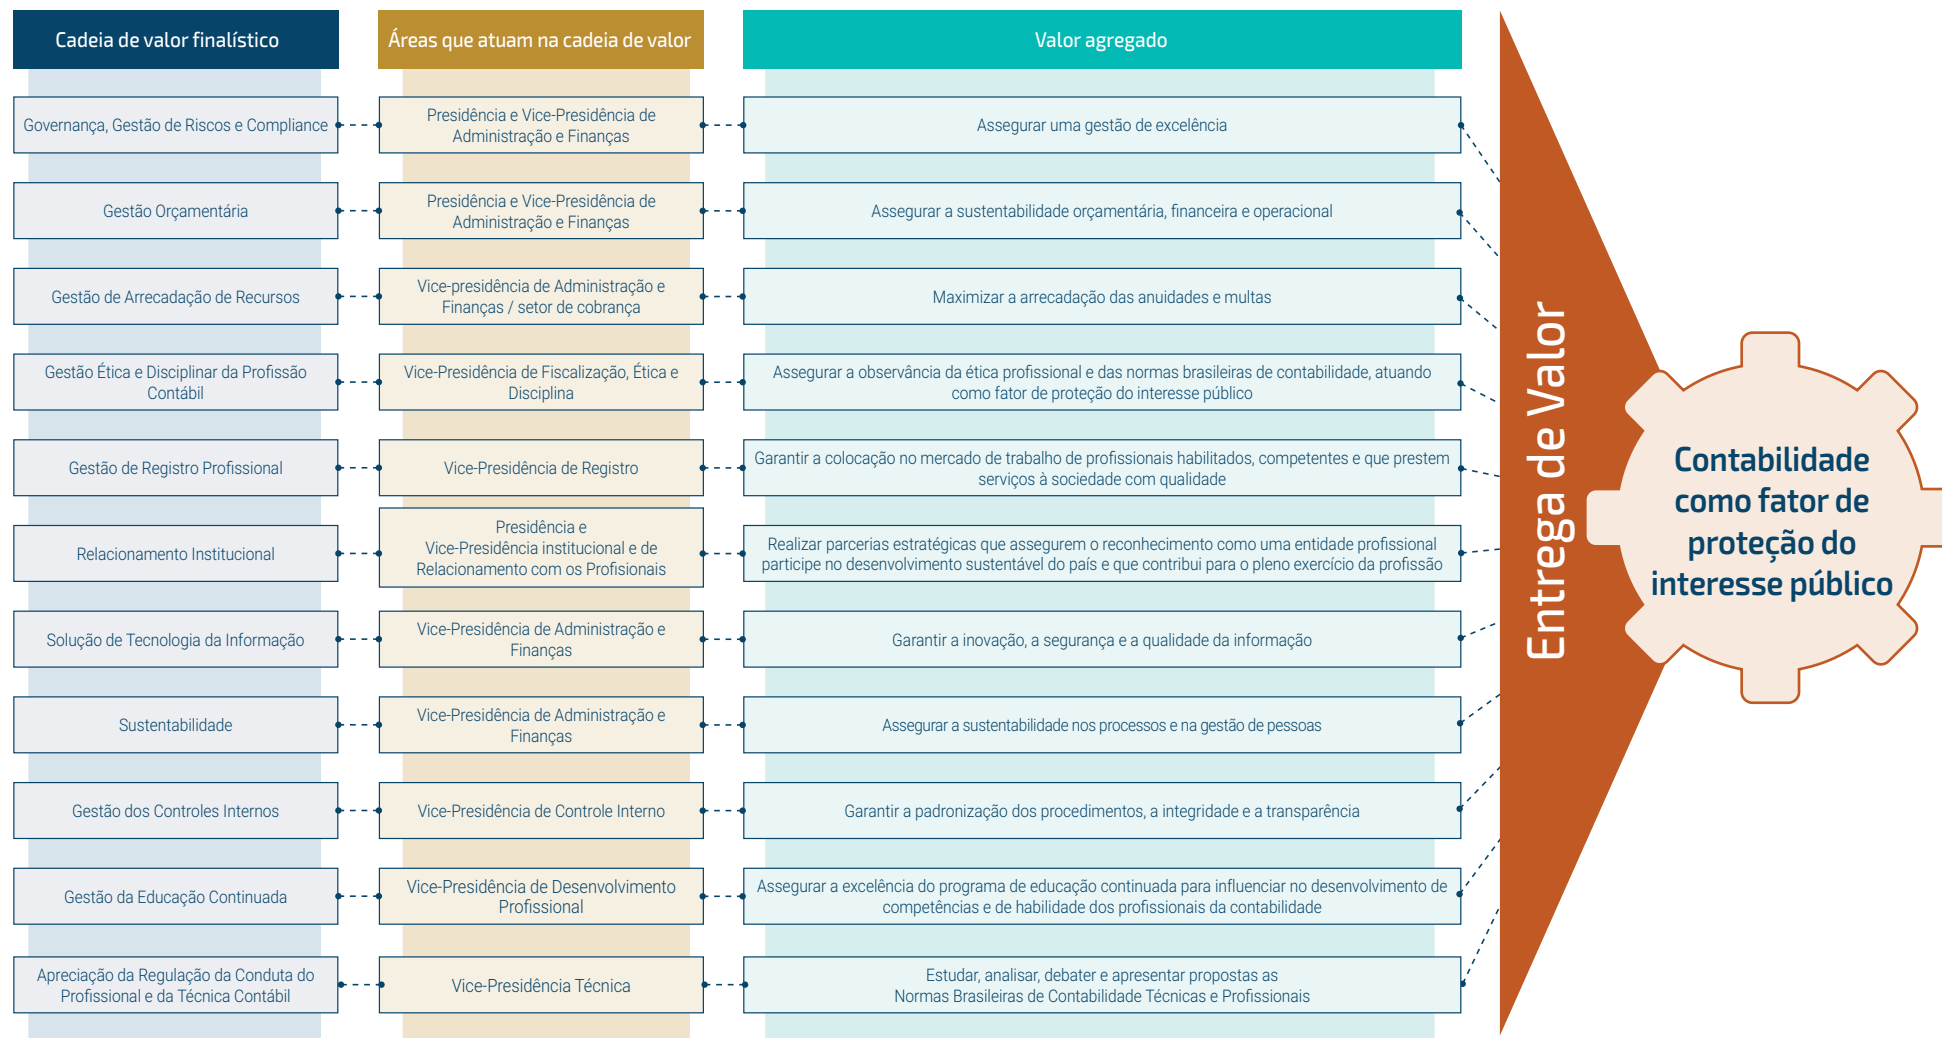 Cadeia de valor finalístico
Áreas que atuam na cadeia de valor
Valor agregado
Governança, Gestão de Riscos e Compliance
Presidência e Vice-Presidência de
Administração e Finanças
Assegurar uma gestão de excelência
Gestão Orçamentária
Presidência e Vice-Presidência de
Administração e Finanças
Assegurar a sustentabilidade orçamentária, financeira e operacional
Gestão de Arrecadação de Recursos
Vice-presidência de Administração e
Finanças / setor de cobrança
Maximizar a arrecadação das anuidades e multas
Gestão Ética e Disciplinar da Profissão
Contábil
Vice-Presidência de Fiscalização, Ética e
Disciplina
Assegurar a observância da ética profissional e das normas brasileiras de contabilidade, atuando
como fator de proteção do interesse público
Gestão de Registro Profissional
Vice-Presidência de Registro
Garantir a colocação no mercado de trabalho de profissionais habilitados, competentes e que prestem
serviços à sociedade com qualidade
Relacionamento Institucional
Presidência e
Vice-Presidência institucional e de
Relacionamento com os Profisionais
Realizar parcerias estratégicas que assegurem o reconhecimento como uma entidade profissional
participe no desenvolvimento sustentável do país e que contribui para o pleno exercício da profissão
Solução de Tecnologia da Informação
Vice-Presidência de Administração e
Finanças
Garantir a inovação, a segurança e a qualidade da informação
Sustentabilidade
Vice-Presidência de Administração e
Finanças
Assegurar a sustentabilidade nos processos e na gestão de pessoas
Gestão dos Controles Internos
Vice-Presidência de Controle Interno
Garantir a padronização dos procedimentos, a integridade e a transparência
Gestão da Educação Continuada
Vice-Presidência de Desenvolvimento
Profissional
Assegurar a excelência do programa de educação continuada para influenciar no desenvolvimento de
competências e de habilidade dos profissionais da contabilidade
Apreciação da Regulação da Conduta do
Profissional e da Técnica Contábil
Vice-Presidência Técnica
Estudar, analisar, debater e apresentar propostas as
Normas Brasileiras de Contabilidade Técnicas e Profissionais
Entrega de Valor
Contabilidade
como fator de
proteção do
interesse público